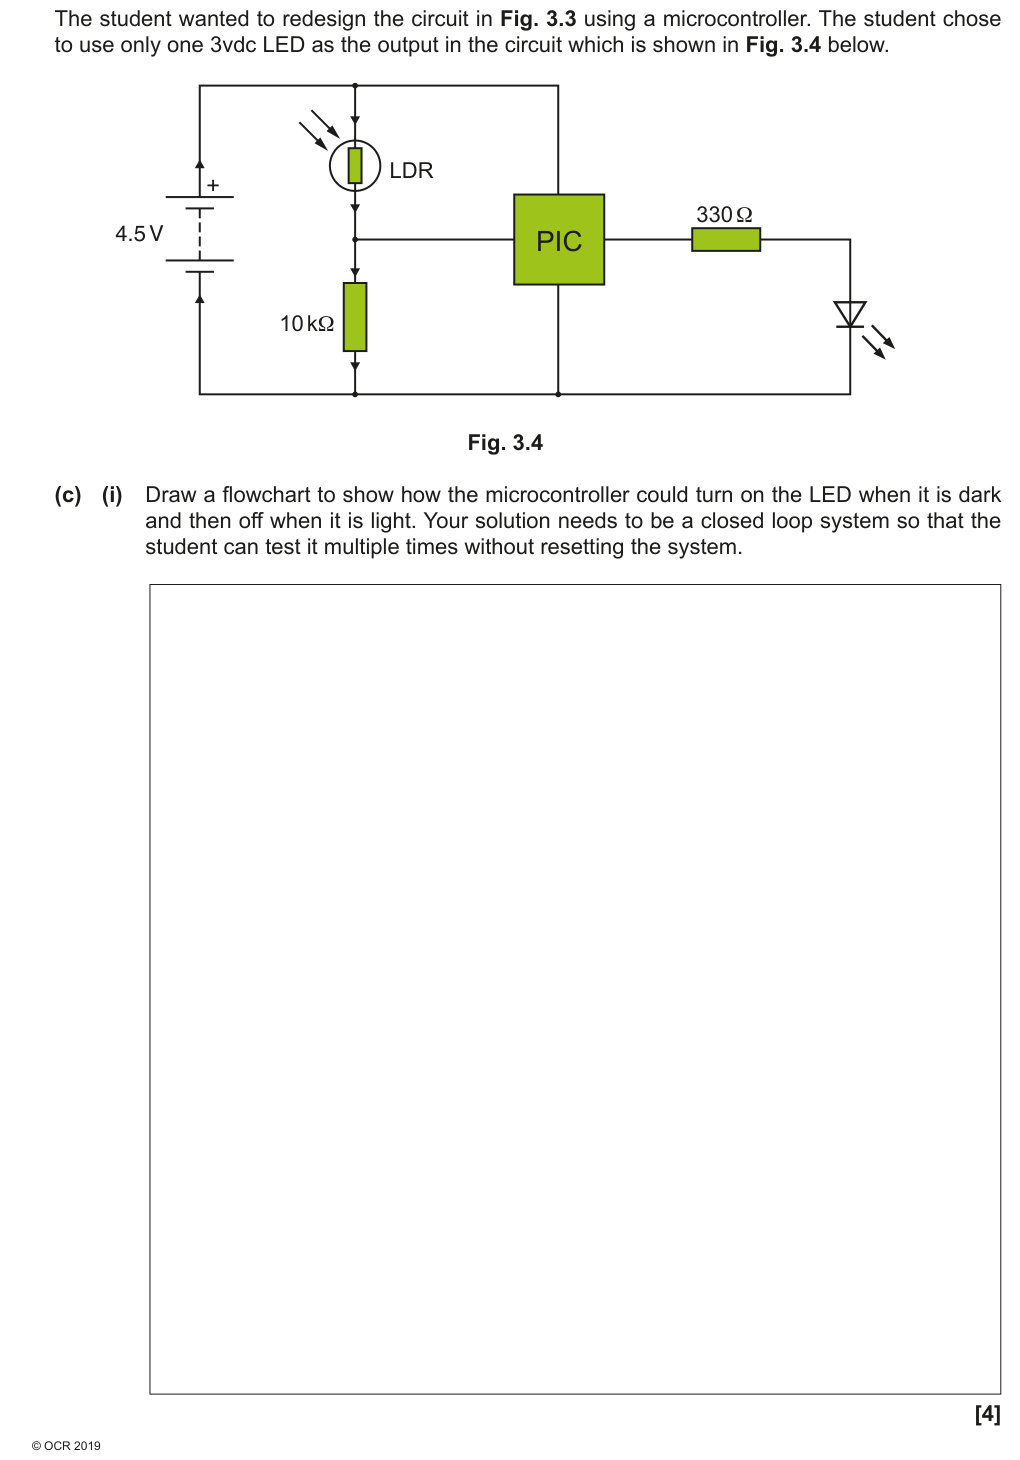 The student wanted to redesign the circuit in Fig. 3.3 using a microcontroller. The student chose
to use only one 3vdc LED as the output in the circuit which is shown in Fig. 3.4 below.
+
LDR
4.5 V
PIC
330 Ω
10 kΩ
Fig. 3.4
(c) (i) Draw a flowchart to show how the microcontroller could turn on the LED when it is dark
and then off when it is light. Your solution needs to be a closed loop system so that the
student can test it multiple times without resetting the system.
[4]
© OCR 2019